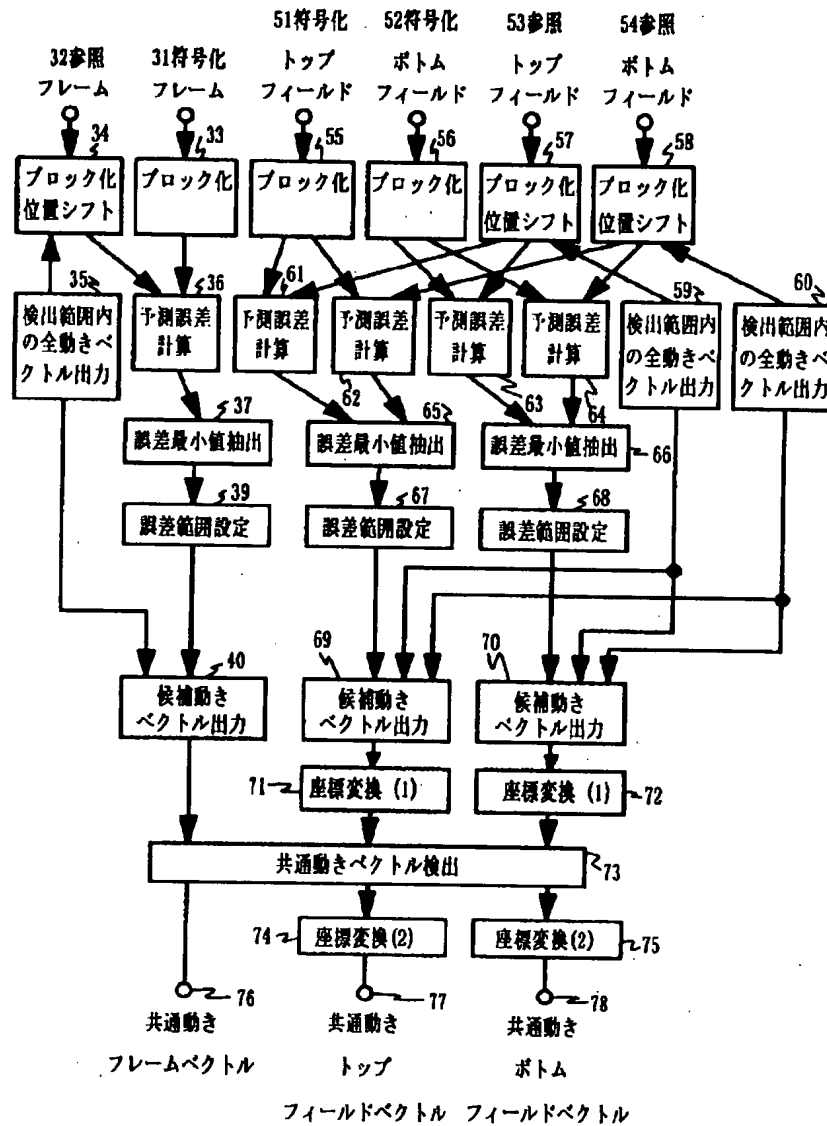 51符号化
52符号化
53参照
54参照
32参照
31符号化
トップ
ボトム
トップ
ボトム
フレーム
フレーム
フィールド
フィールド
フィールド
フィールド
34
33
55
56
57
58
ブロック化
位置シフト
ブロック化
ブロック化
ブロック化
ブロック化
位置シフト
ブロック化
位置シフト
35
36
61
59
60
検出範囲内
の全動きベ
クトル出力
予測誤差
計算
予測誤差
計算
予測誤差
計算
予測誤差
計算
予測誤差
計算
検出範囲内
の全動きベ
クトル出力
検出範囲内
の全動きベ
クトル出力
62
63
64
37
65
誤差最小値抽出
誤差最小値抽出
誤差最小値抽出
66
39
67
68
誤差範囲設定
誤差範囲設定
誤差範囲設定
40
69
70
候補動き
ベクトル出力
候補動き
ベクトル出力
候補動き
ベクトル出力
71
座標変換 (1)
座標変換 (1)
72
共通動きベクトル検出
73
74
座標変換(2)
座標変換(2)
75
76
77
78
共通動き
共通動き
共通動き
フレームベクトル
トップ
ボトム
フィールドベクトル
フィールドベクトル